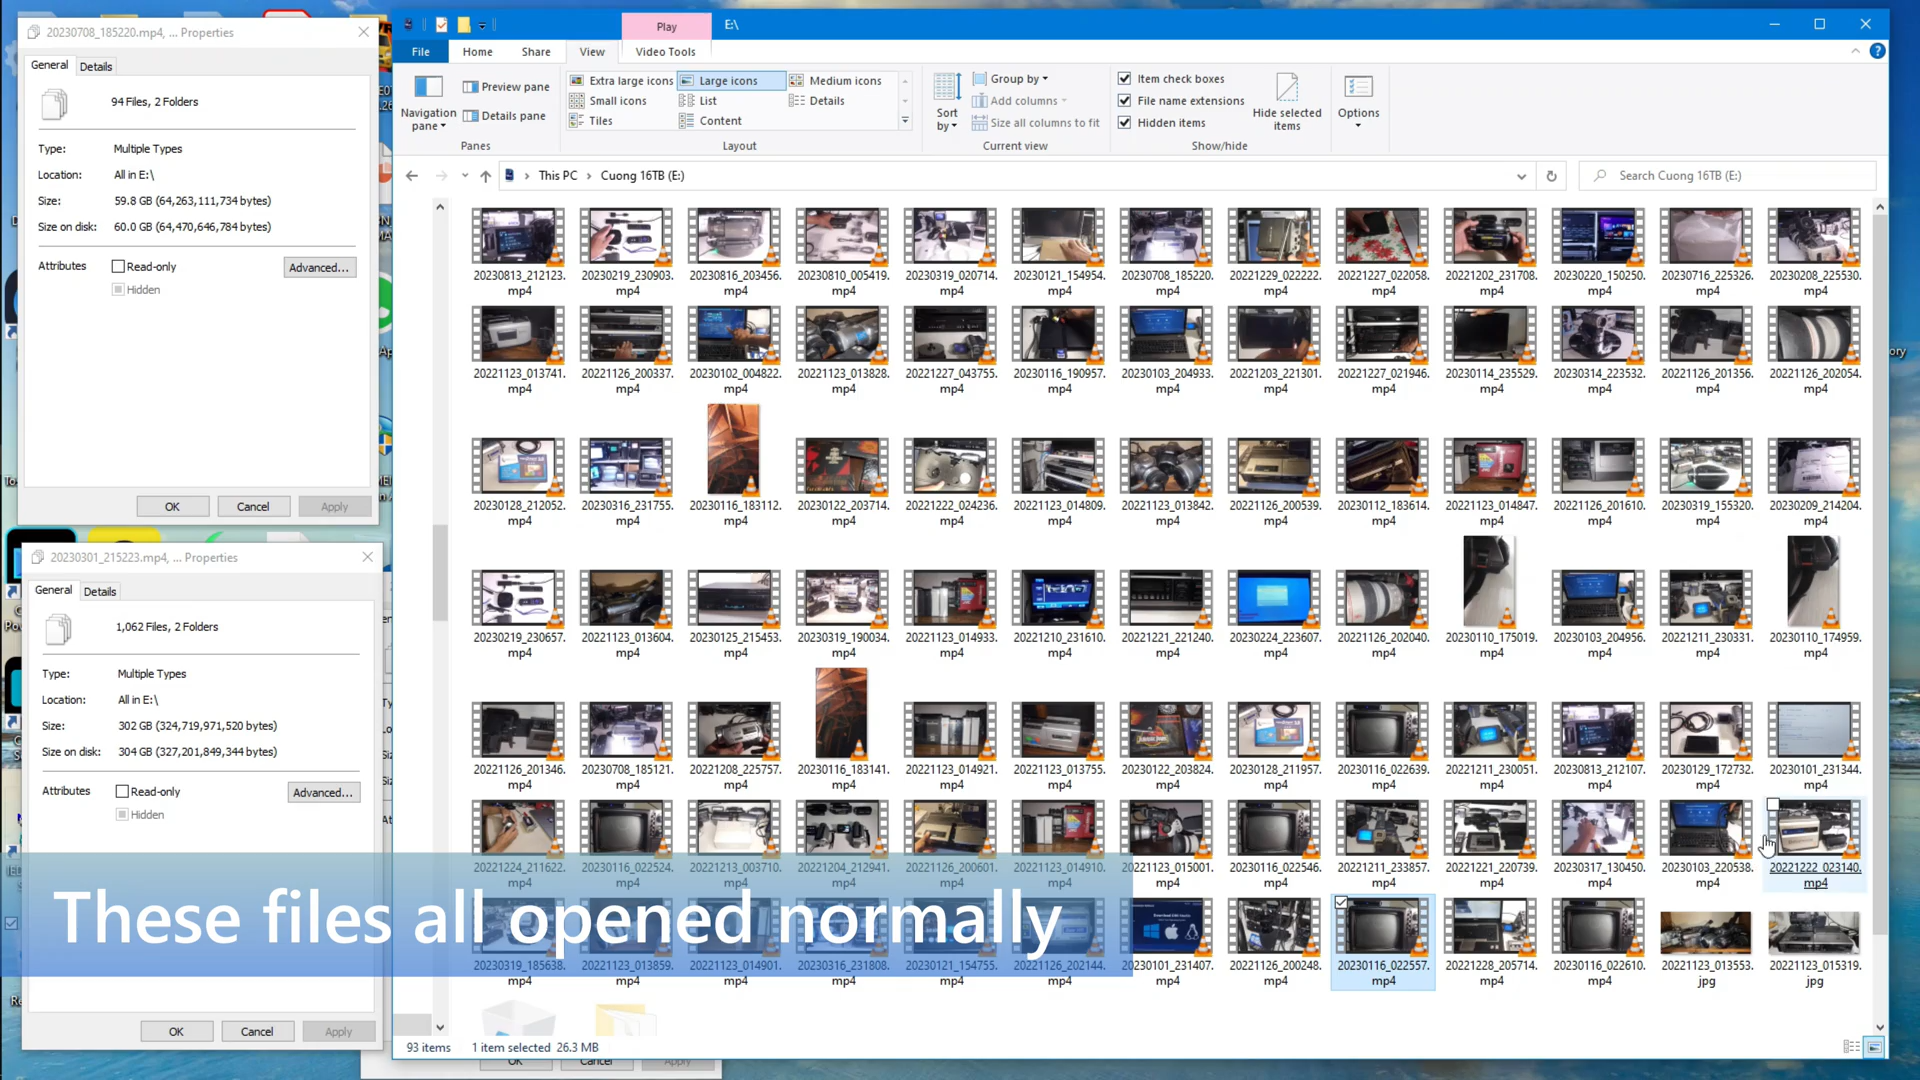 20230708_185220.mp4, ... Properties
General
Details
94 Files, 2 Folders
Type:
Multiple Types
Location:
All in E:\
Size:
59.8 GB (64,263,111,734 bytes)
Size on disk:
60.0 GB (64,470,646,784 bytes)
Attributes
Read-only
Hidden
Advanced...
OK
Cancel
Apply
20230301_215223.mp4, ... Properties
General
Details
1,062 Files, 2 Folders
Type:
Multiple Types
Location:
All in E:\
Size:
302 GB (324,719,971,520 bytes)
Size on disk:
304 GB (327,201,849,344 bytes)
Attributes
Read-only
Hidden
Advanced...
OK
Cancel
Apply
Play
E:\
File
Home
Share
View
Video Tools
Navigation pane
Preview pane
Details pane
Panes
Extra large icons
Large icons
Medium icons
Small icons
List
Details
Tiles
Content
Layout
Sort by
Group by
Add columns
Size all columns to fit
Current view
Item check boxes
File name extensions
Hidden items
Hide selected items
Show/hide
Options
This PC
Cuong 16TB (E:)
Search Cuong 16TB (E:)
20230813_212123.mp4
20230219_230903.mp4
20230816_203456.mp4
20230810_005419.mp4
20230319_020714.mp4
20230121_154954.mp4
20230708_185220.mp4
20221229_022222.mp4
20221227_022058.mp4
20221202_231708.mp4
20230220_150250.mp4
20230716_225326.mp4
20230208_225530.mp4
20221123_013741.mp4
20221126_200337.mp4
20230102_004822.mp4
20221123_013828.mp4
20221227_043755.mp4
20230116_190957.mp4
20230103_204933.mp4
20221203_221301.mp4
20221227_021946.mp4
20230114_235529.mp4
20230314_223532.mp4
20221126_201356.mp4
20221126_202054.mp4
20230128_212052.mp4
20230316_231755.mp4
20230116_183112.mp4
20230122_203714.mp4
20221222_024236.mp4
20221123_014809.mp4
20221123_013842.mp4
20221126_200539.mp4
20230112_183614.mp4
20221123_014847.mp4
20221126_201610.mp4
20230319_155320.mp4
20230209_214204.mp4
20230219_230657.mp4
20221123_013604.mp4
20230125_215453.mp4
20230319_190034.mp4
20221123_014933.mp4
20221210_231610.mp4
20221221_221240.mp4
20230224_223607.mp4
20221126_202040.mp4
20230110_175019.mp4
20230103_204956.mp4
20221211_230331.mp4
20230110_174959.mp4
20221126_201346.mp4
20230708_185121.mp4
20221208_225757.mp4
20230116_183141.mp4
20221123_014921.mp4
20221123_013755.mp4
20230122_203824.mp4
20230128_211957.mp4
20230116_022639.mp4
20221211_230051.mp4
20230813_212107.mp4
20230129_172732.mp4
20230101_231344.mp4
20221224_211622.mp4
20230116_022524.mp4
20221213_003710.mp4
20221204_212941.mp4
20221126_200601.mp4
20221123_014910.mp4
20221123_015001.mp4
20230116_022546.mp4
20221211_233857.mp4
20221221_220739.mp4
20230317_130450.mp4
20230103_220538.mp4
20221222_023140.mp4
These files all opened normally
20230319_185638.mp4
20221123_013859.mp4
20221123_014901.mp4
20230316_231808.mp4
20230121_154755.mp4
20221126_202144.mp4
20230101_231407.mp4
20221126_200248.mp4
20230116_022557.mp4
20221228_205714.mp4
20230116_022610.mp4
20221123_013553.jpg
20221123_015319.jpg
93 items
1 item selected 26.3 MB
OK
Cancel
Apply